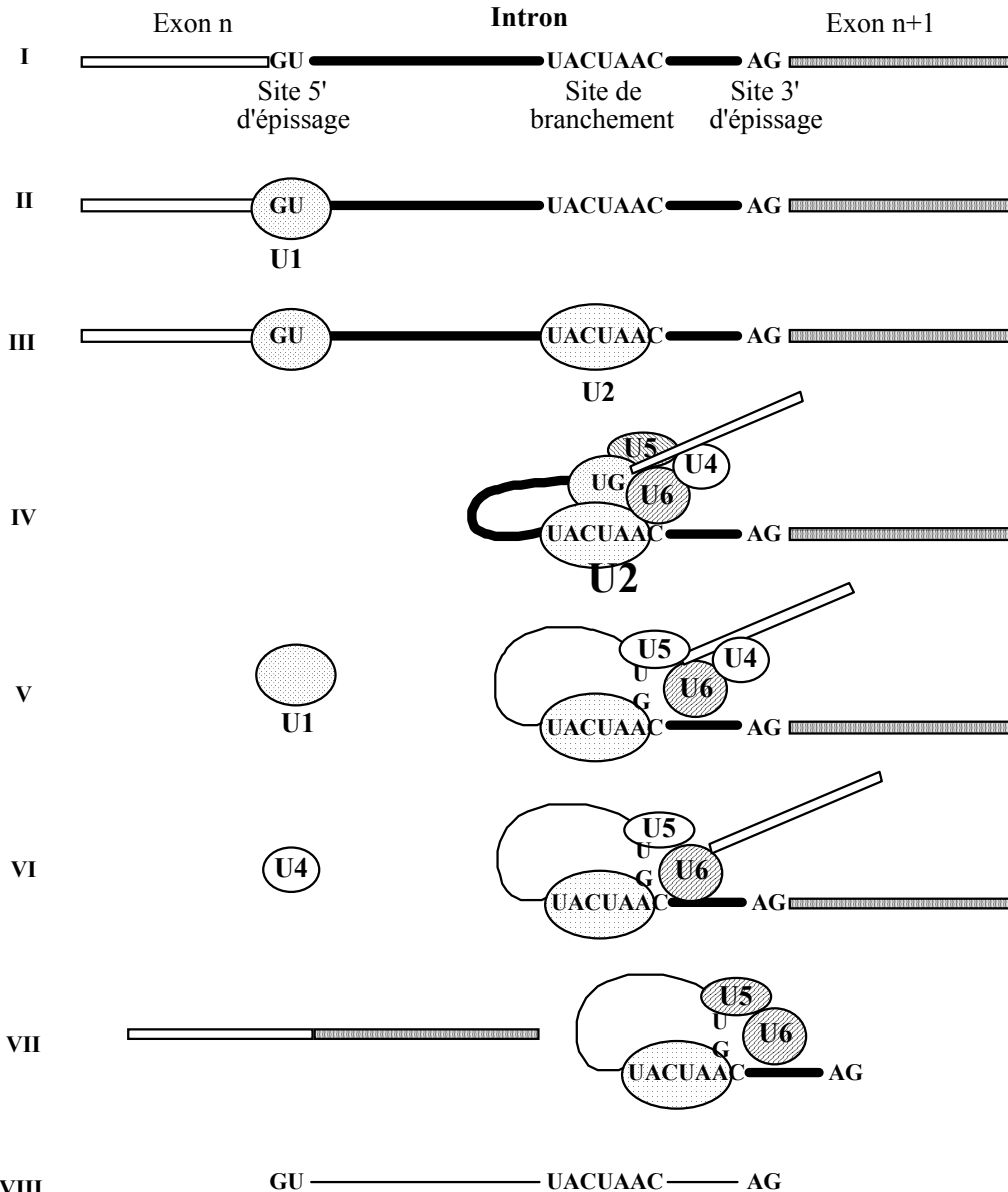 Exon n Intron Exon n+1
I GU UACUAAC AG
Site 5' Site de Site 3'
d'épissage branchement d'épissage
II GU UACUAAC AG
U1
III GU UACUAAC AG
U2
U5 U4
UG U6
IV
UACUAAC AG
U2
U5 U4
U U6
V G
U1 UACUAAC AG
U5
U
VI U4 G U6
UACUAAC AG
U5
VII U U6
G
UACUAAC AG
VIII GU UACUAAC AG